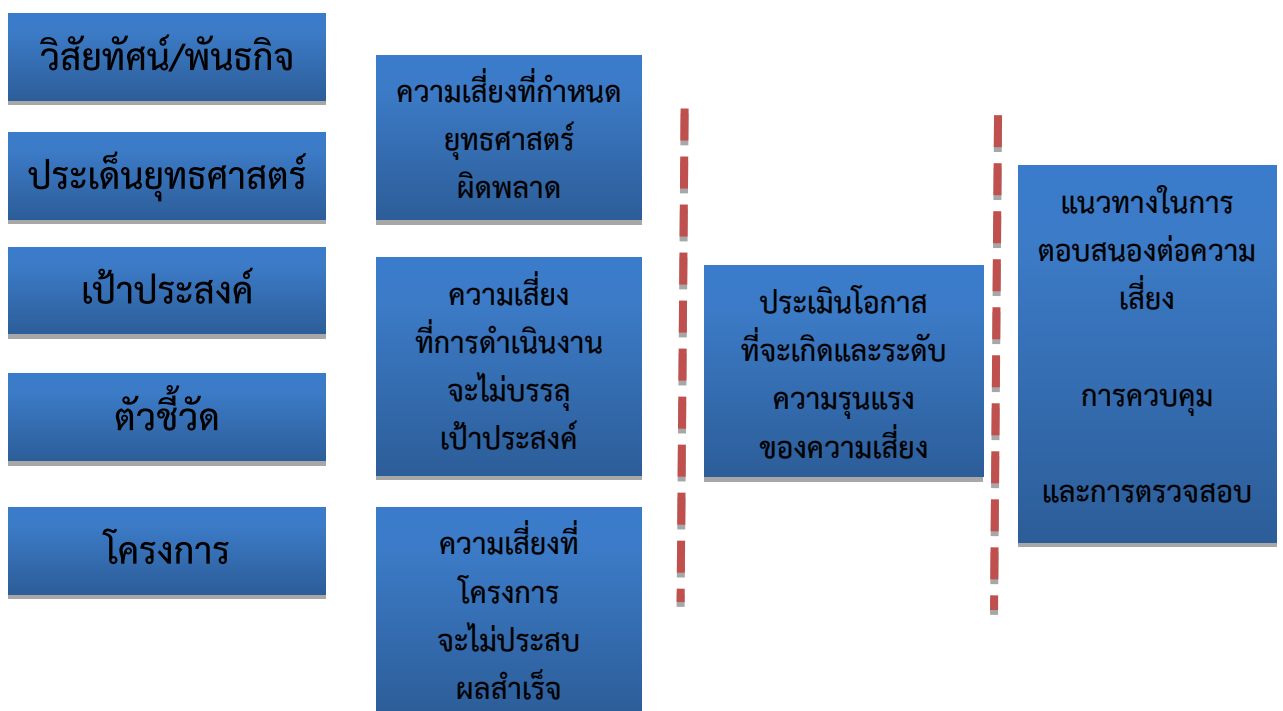 วิสัยทัศน์/พันธกิจ
ประเด็นยุทธศาสตร์
เป้าประสงค์
ตัวชี้วัด
โครงการ
ความเสี่ยงที่กำหนด
ยุทธศาสตร์
ผิดพลาด
ความเสี่ยง
ที่การดำเนินงาน
จะไม่บรรลุ
เป้าประสงค์
ความเสี่ยงที่
โครงการ
จะไม่ประสบ
ผลสำเร็จ
ประเมินโอกาส
ที่จะเกิดและระดับ
ความรุนแรง
ของความเสี่ยง
แนวทางในการ
ตอบสนองต่อความ
เสี่ยง
การควบคุม
และการตรวจสอบ